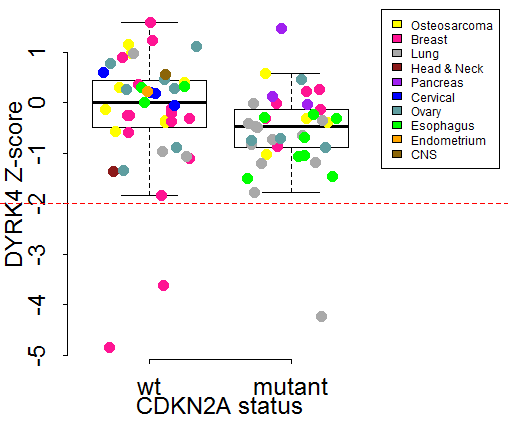 Osteosarcoma
Breast
Lung
Head & Neck
Pancreas
Cervical
Ovary
Esophagus
Endometrium
CNS
DYRK4 Z-score
1
0
-1
-2
-3
-4
-5
wt mutant
CDKN2A status